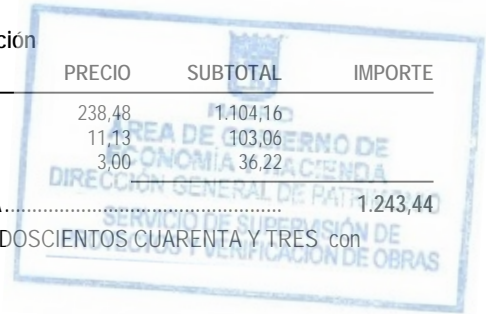 ción
PRECIO SUBTOTAL IMPORTE
238,48 1.104,16
11,13 103,06
3,00 36,22
ÁREA DE GOBIERNO DE
ECONOMÍA Y HACIENDA
DIRECCIÓN GENERAL DE PATRIMONIO
A.................................................................... 1.243,44
SERVICIO DE SUPERVISIÓN DE
DOSCIENTOS CUARENTA Y TRES con
PROYECTOS Y VERIFICACIÓN DE OBRAS